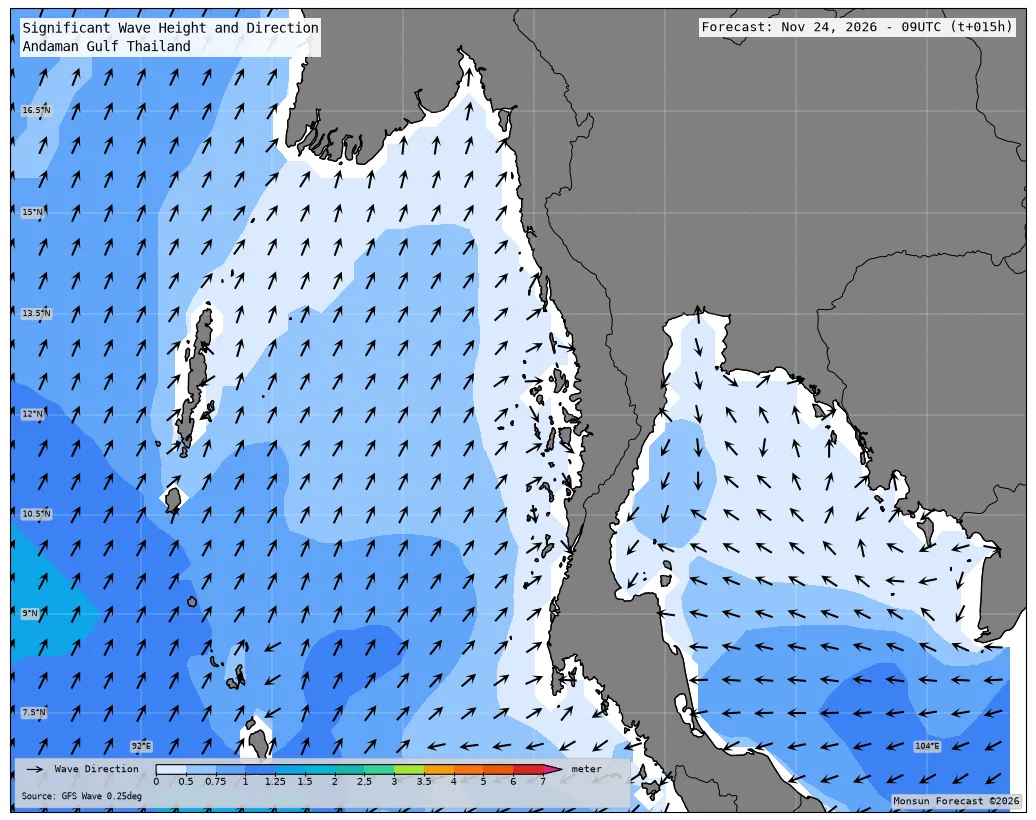 Significant Wave Height and Direction
Andaman Gulf Thailand
Forecast: Nov 24, 2026 - 09UTC (t+015h)
16.5°N
15°N
13.5°N
12°N
10.5°N
9°N
7.5°N
92°E
104°E
Wave Direction
0.5 0.75 1 1.25 1.5 2 2.5 3 3.5 4 5 6 7
meter
Source: GFS Wave 0.25deg
Monsun Forecast ©2026